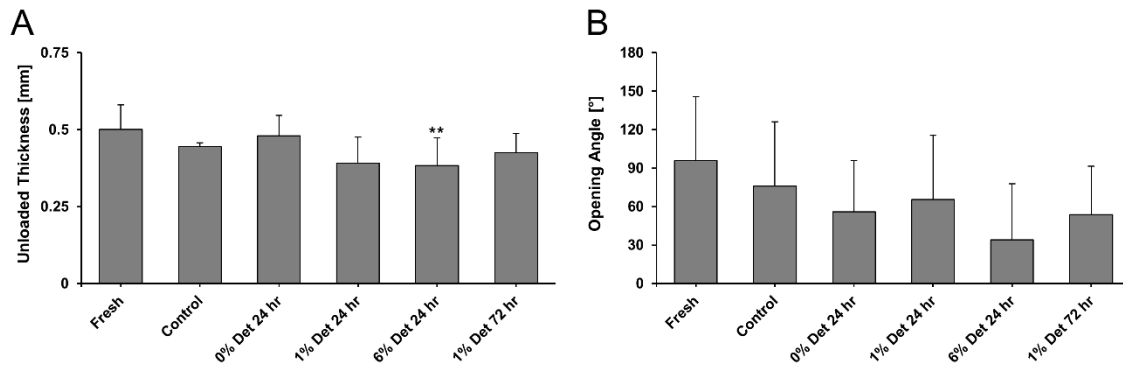 A
Unloaded Thickness [mm]
0.75
0.5
0.25
0
**
Fresh
Control
0% Det 24 hr
1% Det 24 hr
6% Det 24 hr
1% Det 72 hr
B
Opening Angle [°]
180
150
120
90
60
30
0
Fresh
Control
0% Det 24 hr
1% Det 24 hr
6% Det 24 hr
1% Det 72 hr